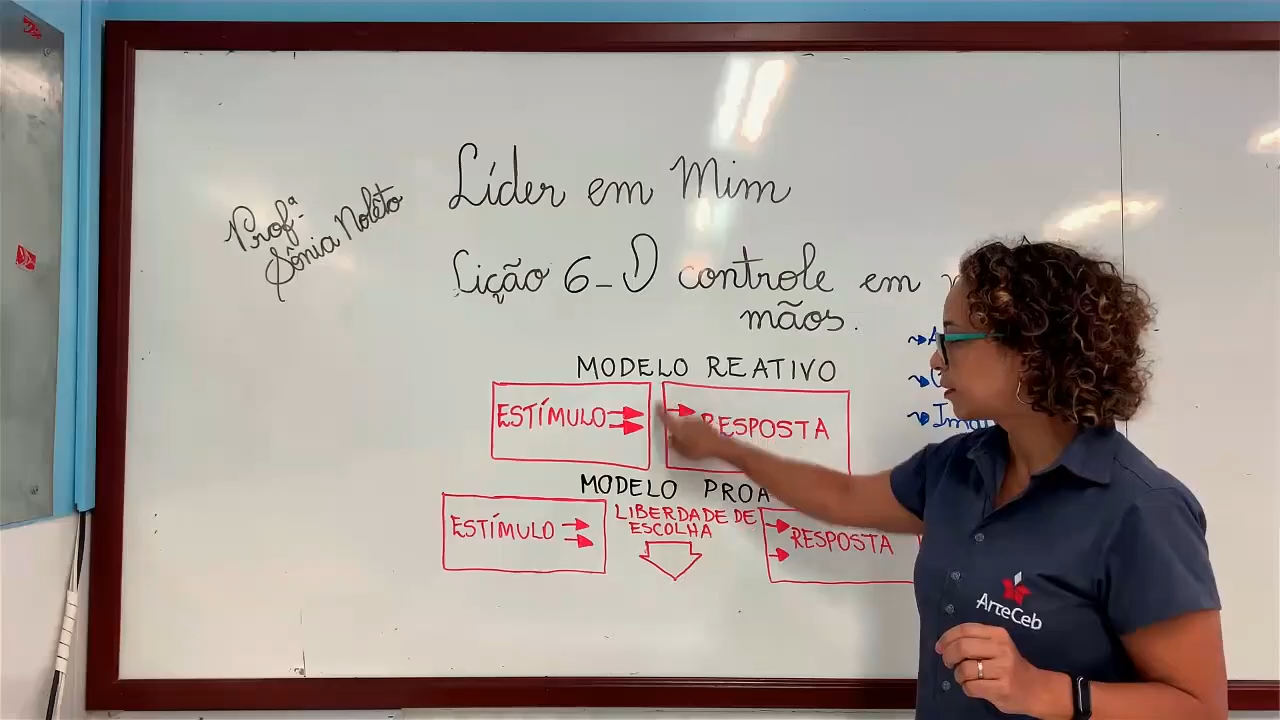 Profª
Sônia Nolêto
Líder em Mim
Lição 6 - O controle em
mãos.
MODELO REATIVO
ESTÍMULO
RESPOSTA
MODELO PROA
ESTÍMULO
LIBERDADE DE
ESCOLHA
RESPOSTA
ArteCeb